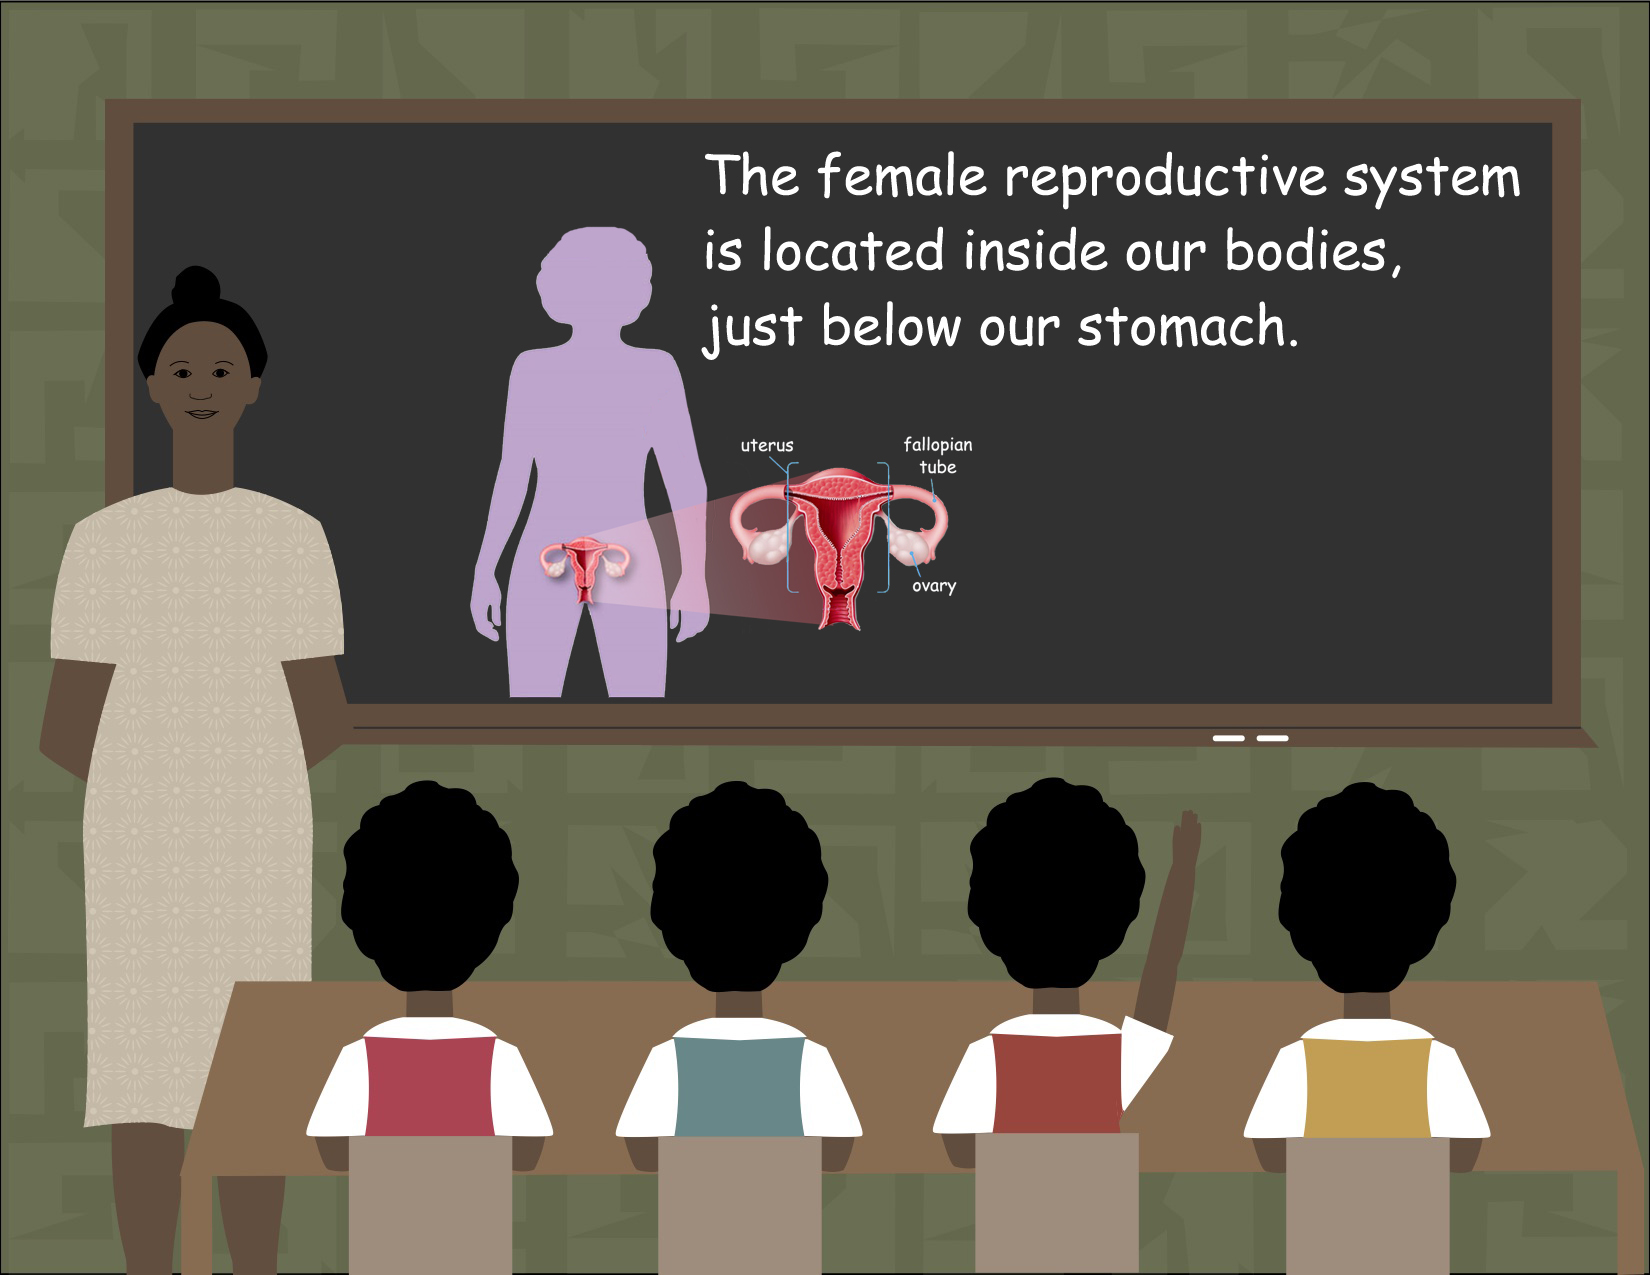 The female reproductive system
is located inside our bodies,
just below our stomach.
uterus
fallopian
tube
ovary